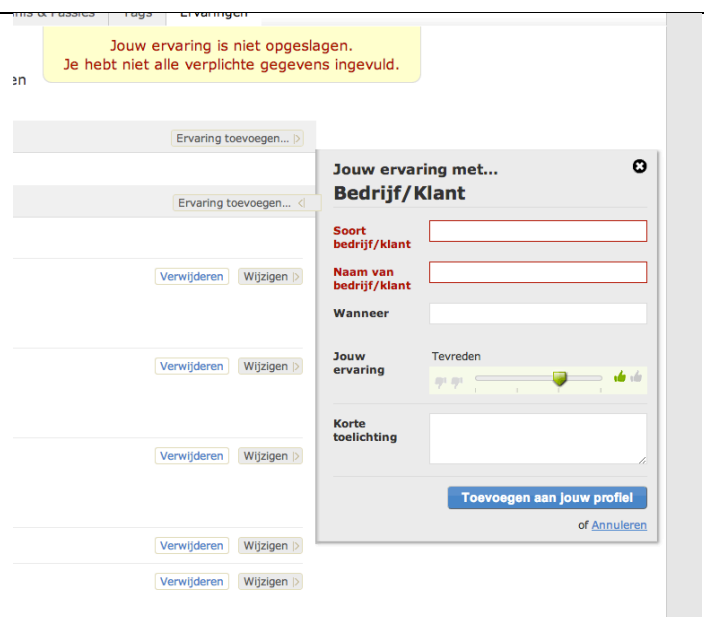 Tags
Ervaringen
Jouw ervaring is niet opgeslagen.
Je hebt niet alle verplichte gegevens ingevuld.
en
Ervaring toevoegen...
Ervaring toevoegen...
Verwijderen Wijzigen
Verwijderen Wijzigen
Verwijderen Wijzigen
Verwijderen Wijzigen
Verwijderen Wijzigen
Jouw ervaring met...
Bedrijf/Klant
Soort
bedrijf/klant
Naam van
bedrijf/klant
Wanneer
Jouw
ervaring
Tevreden
Korte
toelichting
Toevoegen aan jouw profiel
of Annuleren